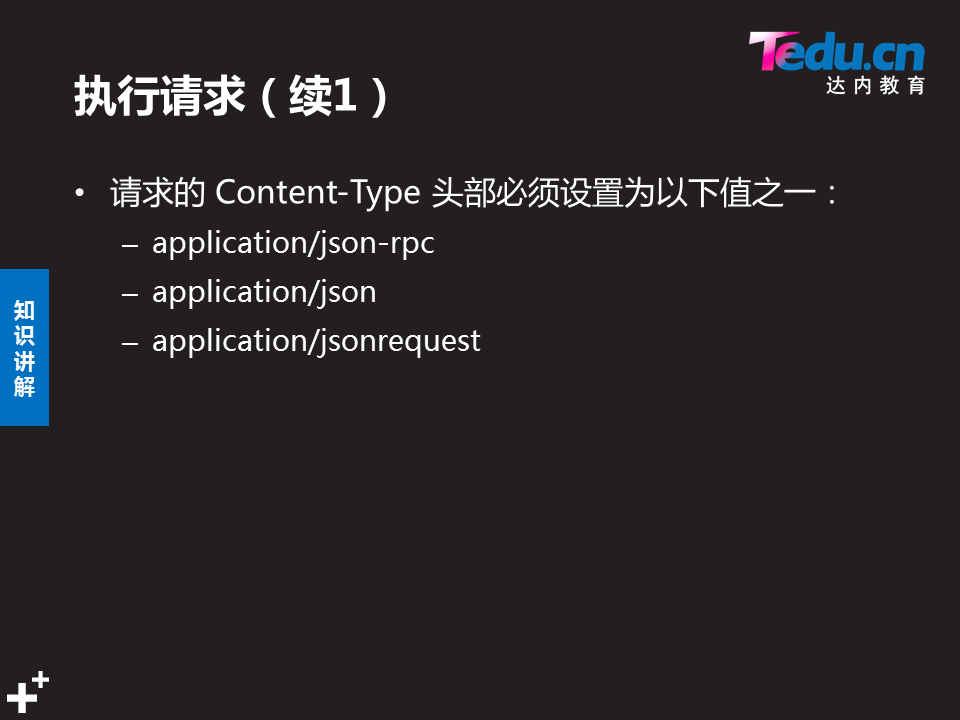 Tedu.cn
达内教育
执行请求（续1）
• 请求的 Content-Type 头部必须设置为以下值之一：
– application/json-rpc
– application/json
– application/jsonrequest
知识讲解